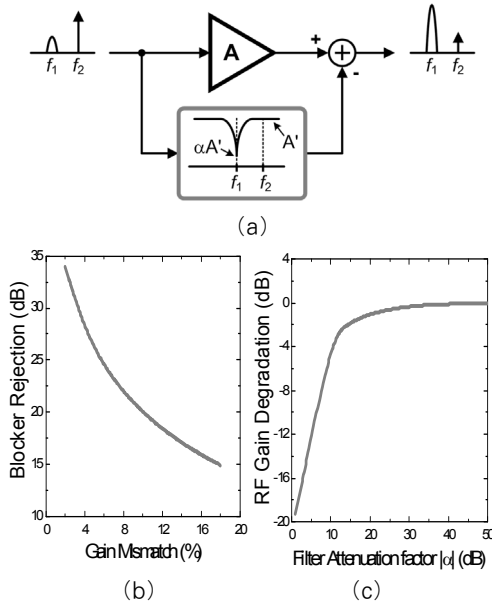 A
+
-
f1
f2
f1
f2
αA'
A'
f1
f2
(a)
Blocker Rejection (dB)
35
30
25
20
15
10
0
4
8
12
16
20
Gain Mismatch (%)
(b)
RF Gain Degradation (dB)
4
0
-4
-8
-12
-16
-20
0
10
20
30
40
50
Filter Attenuation factor |α| (dB)
(c)